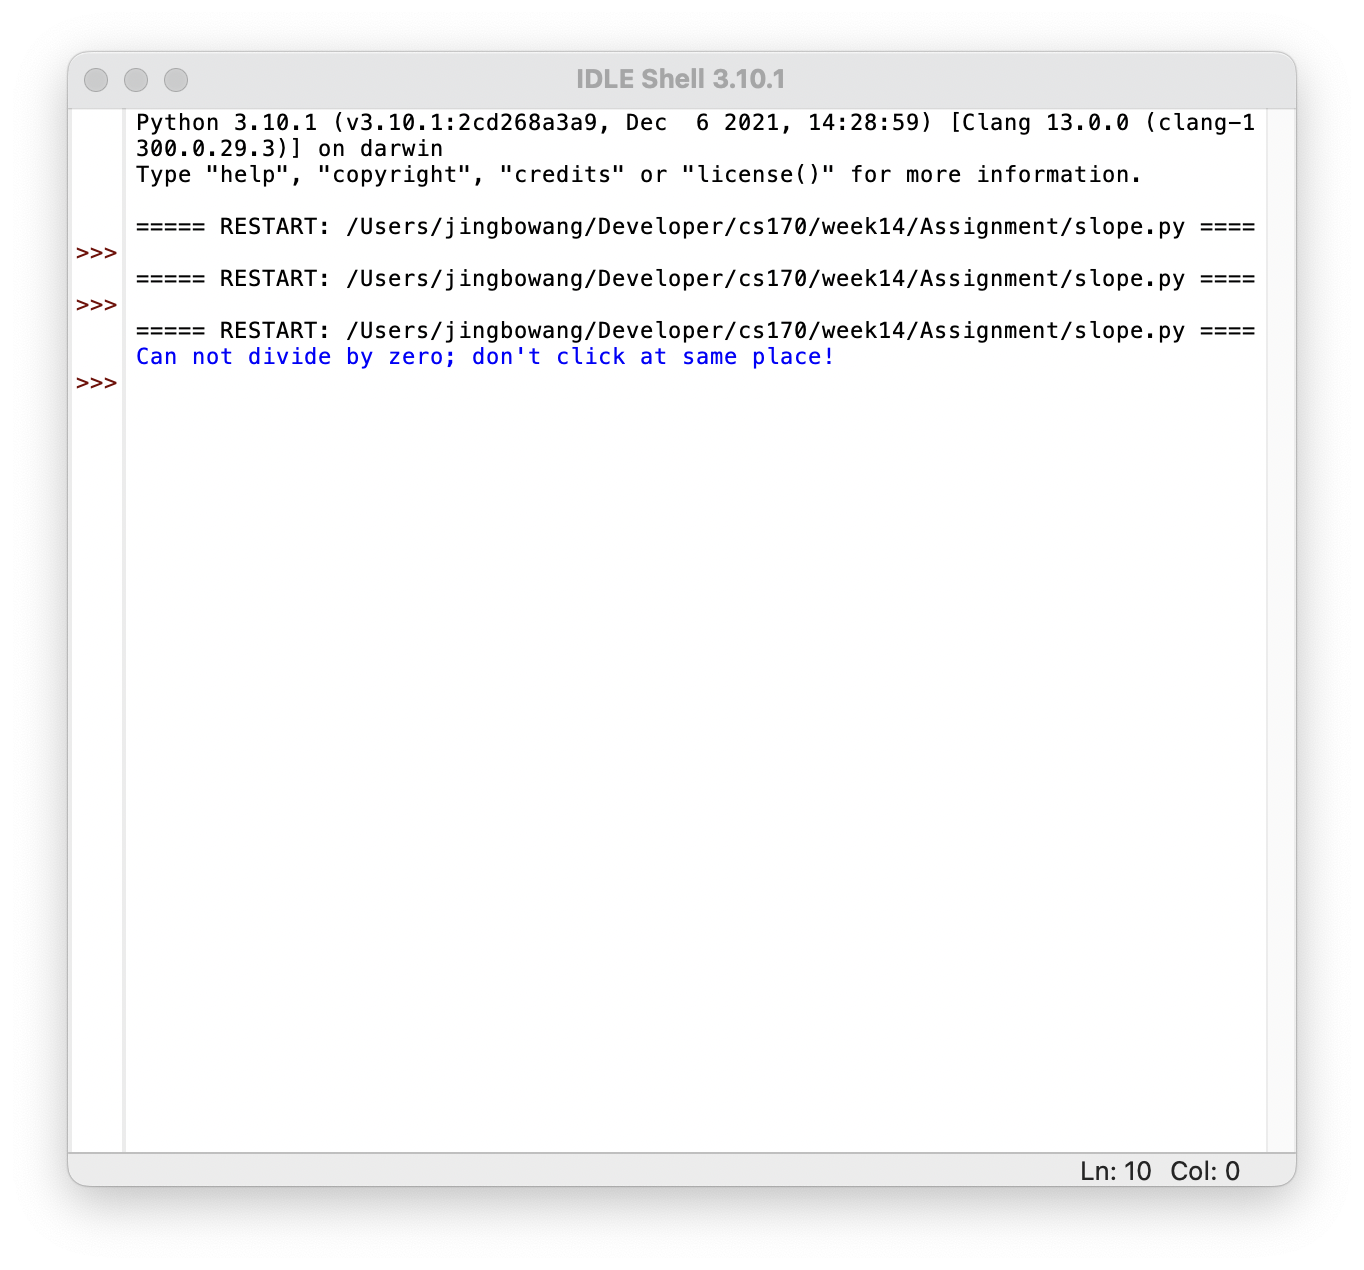 IDLE Shell 3.10.1
Python 3.10.1 (v3.10.1:2cd268a3a9, Dec  6 2021, 14:28:59) [Clang 13.0.0 (clang-1
300.0.29.3)] on darwin
Type "help", "copyright", "credits" or "license()" for more information.
===== RESTART: /Users/jingbowang/Developer/cs170/week14/Assignment/slope.py ====
>>>
===== RESTART: /Users/jingbowang/Developer/cs170/week14/Assignment/slope.py ====
>>>
===== RESTART: /Users/jingbowang/Developer/cs170/week14/Assignment/slope.py ====
Can not divide by zero; don't click at same place!
>>>
Ln: 10  Col: 0